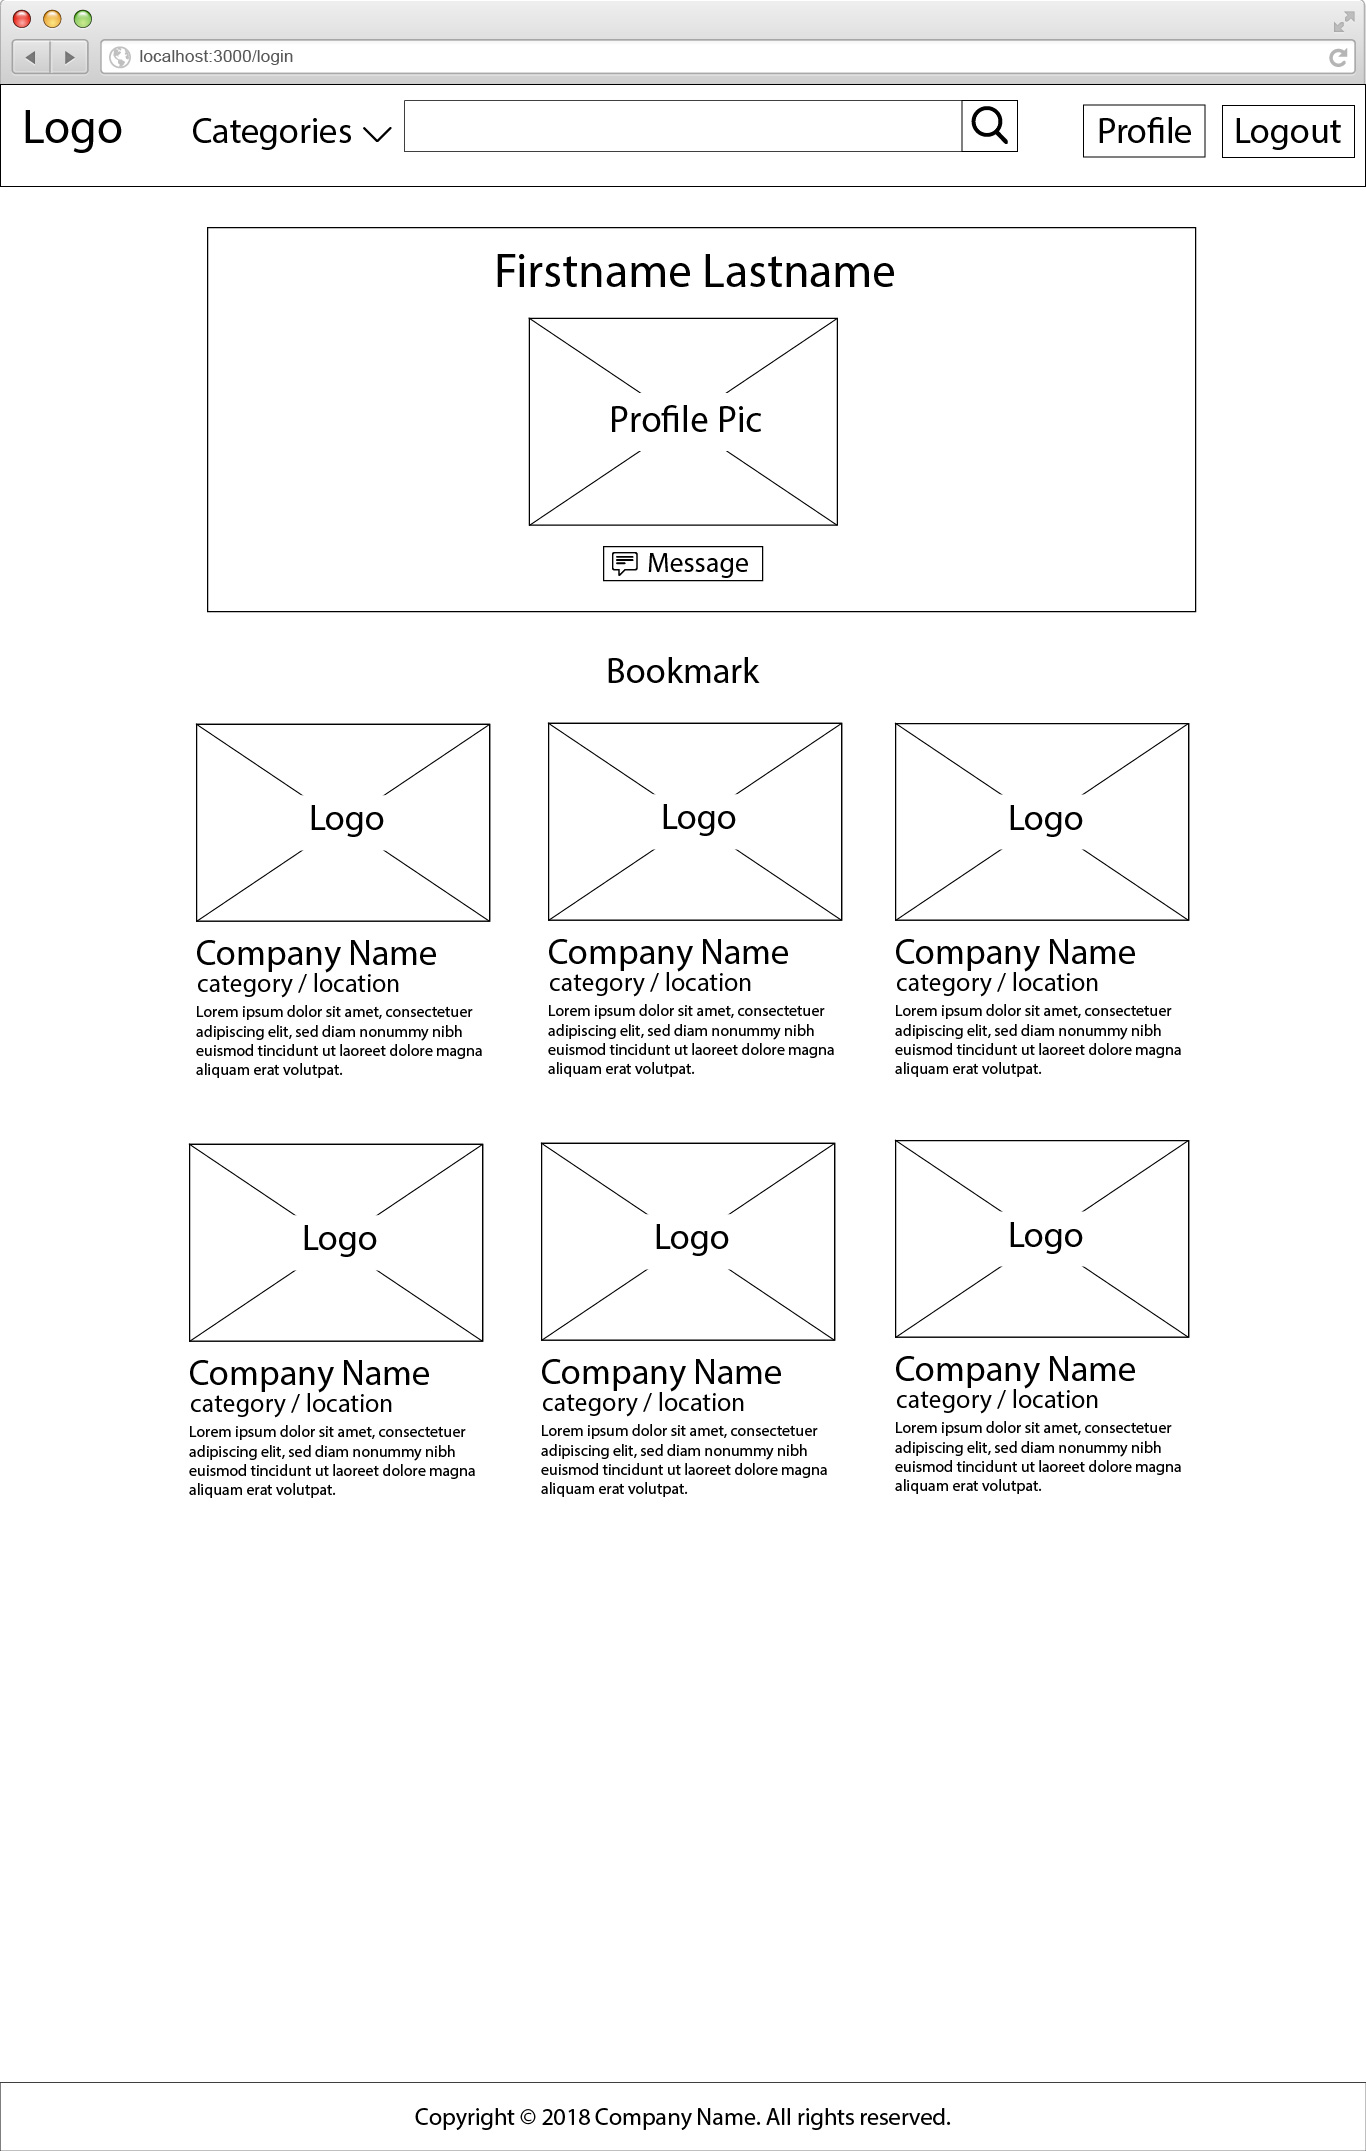 localhost:3000/login
Logo Categories Profile Logout
Firstname Lastname
Profile Pic
Message
Bookmark
Logo Logo Logo
Company Name
category / location
Lorem ipsum dolor sit amet, consectetuer
adipiscing elit, sed diam nonummy nibh
euismod tincidunt ut laoreet dolore magna
aliquam erat volutpat.
Company Name
category / location
Lorem ipsum dolor sit amet, consectetuer
adipiscing elit, sed diam nonummy nibh
euismod tincidunt ut laoreet dolore magna
aliquam erat volutpat.
Company Name
category / location
Lorem ipsum dolor sit amet, consectetuer
adipiscing elit, sed diam nonummy nibh
euismod tincidunt ut laoreet dolore magna
aliquam erat volutpat.
Logo Logo Logo
Company Name
category / location
Lorem ipsum dolor sit amet, consectetuer
adipiscing elit, sed diam nonummy nibh
euismod tincidunt ut laoreet dolore magna
aliquam erat volutpat.
Company Name
category / location
Lorem ipsum dolor sit amet, consectetuer
adipiscing elit, sed diam nonummy nibh
euismod tincidunt ut laoreet dolore magna
aliquam erat volutpat.
Company Name
category / location
Lorem ipsum dolor sit amet, consectetuer
adipiscing elit, sed diam nonummy nibh
euismod tincidunt ut laoreet dolore magna
aliquam erat volutpat.
Copyright © 2018 Company Name. All rights reserved.